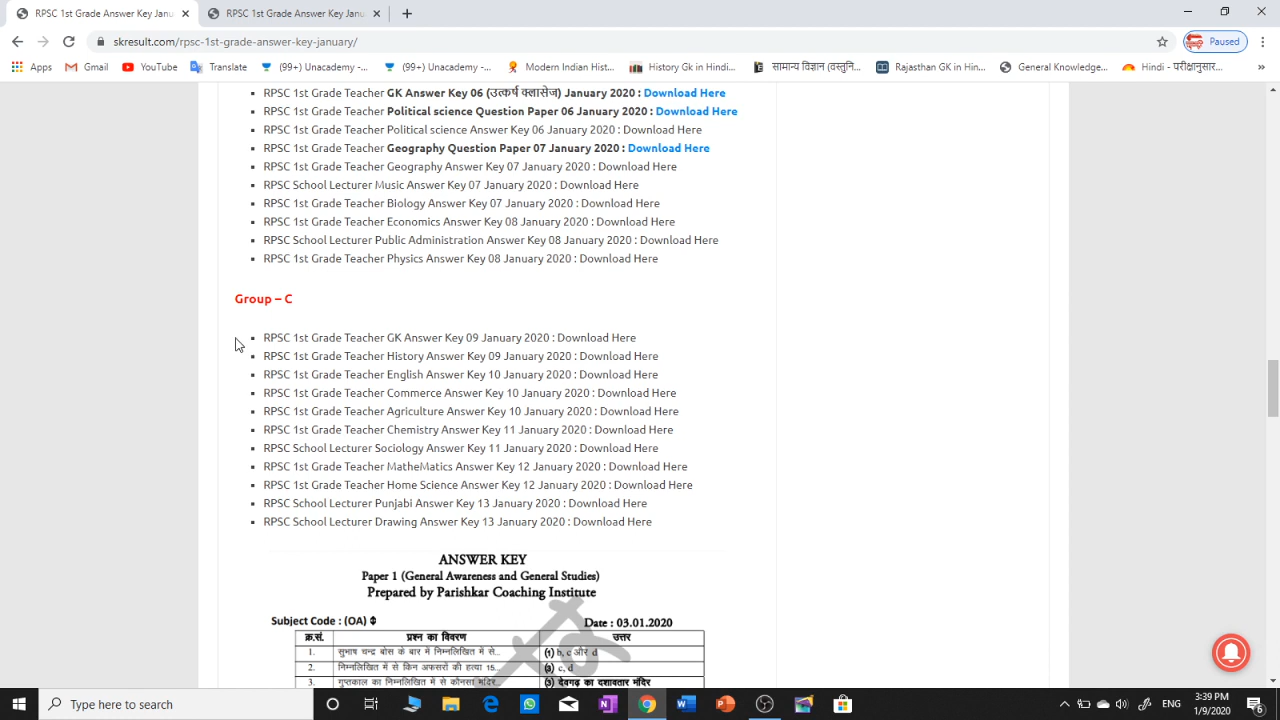 RPSC 1st Grade Answer Key Janu
RPSC 1st Grade Answer Key Janu
skresult.com/rpsc-1st-grade-answer-key-january/
Paused
Apps
Gmail
YouTube
Translate
(99+) Unacademy -...
(99+) Unacademy -...
Modern Indian Hist...
History Gk in Hindi...
सामान्य विज्ञान (वस्तुनि...
Rajasthan GK in Hin...
General Knowledge...
Hindi - परीक्षानुसार...
»
RPSC 1st Grade Teacher GK Answer Key 06 (उत्कर्ष क्लासेज) January 2020 : Download Here
RPSC 1st Grade Teacher Political science Question Paper 06 January 2020 : Download Here
RPSC 1st Grade Teacher Political science Answer Key 06 January 2020 : Download Here
RPSC 1st Grade Teacher Geography Question Paper 07 January 2020 : Download Here
RPSC 1st Grade Teacher Geography Answer Key 07 January 2020 : Download Here
RPSC School Lecturer Music Answer Key 07 January 2020 : Download Here
RPSC 1st Grade Teacher Biology Answer Key 07 January 2020 : Download Here
RPSC 1st Grade Teacher Economics Answer Key 08 January 2020 : Download Here
RPSC School Lecturer Public Administration Answer Key 08 January 2020 : Download Here
RPSC 1st Grade Teacher Physics Answer Key 08 January 2020 : Download Here
Group – C
RPSC 1st Grade Teacher GK Answer Key 09 January 2020 : Download Here
RPSC 1st Grade Teacher History Answer Key 09 January 2020 : Download Here
RPSC 1st Grade Teacher English Answer Key 10 January 2020 : Download Here
RPSC 1st Grade Teacher Commerce Answer Key 10 January 2020 : Download Here
RPSC 1st Grade Teacher Agriculture Answer Key 10 January 2020 : Download Here
RPSC 1st Grade Teacher Chemistry Answer Key 11 January 2020 : Download Here
RPSC School Lecturer Sociology Answer Key 11 January 2020 : Download Here
RPSC 1st Grade Teacher MatheMatics Answer Key 12 January 2020 : Download Here
RPSC 1st Grade Teacher Home Science Answer Key 12 January 2020 : Download Here
RPSC School Lecturer Punjabi Answer Key 13 January 2020 : Download Here
RPSC School Lecturer Drawing Answer Key 13 January 2020 : Download Here
ANSWER KEY
Paper 1 (General Awareness and General Studies)
Prepared by Parishkar Coaching Institute
Subject Code : (OA) Date : 03.01.2020
क्र.सं. प्रश्न का विवरण उत्तर
1. सुभाष चन्द्र बोस के बारे में निम्नलिखित में से.. (1) b, c और d
2. निम्नलिखित में से किन अफसरों की हत्या 15... (3) c, d
3. गुप्तकाल का निम्नलिखित में से कौनसा मंदिर (3) देवगढ़ का दशावतार मंदिर
Type here to search
ENG
3:39 PM
1/9/2020
6